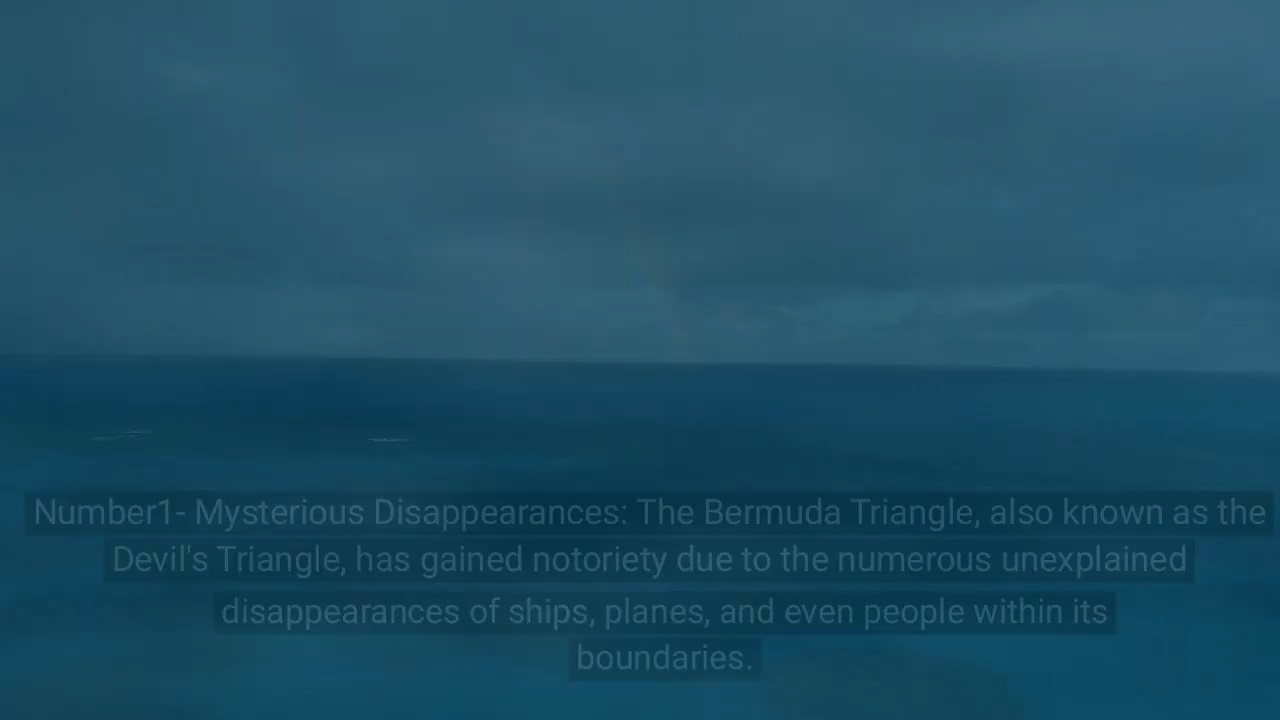 Number1- Mysterious Disappearances: The Bermuda Triangle, also known as the
Devil's Triangle, has gained notoriety due to the numerous unexplained
disappearances of ships, planes, and even people within its
boundaries.